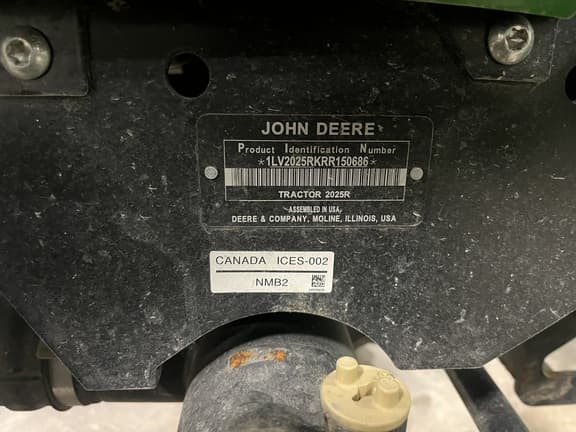 JOHN DEERE
Product Identification Number
*1LV2025RKRR150686*
TRACTOR 2025R
ASSEMBLED IN USA
DEERE & COMPANY, MOLINE, ILLINOIS, USA
CANADA ICES-002
NMB2